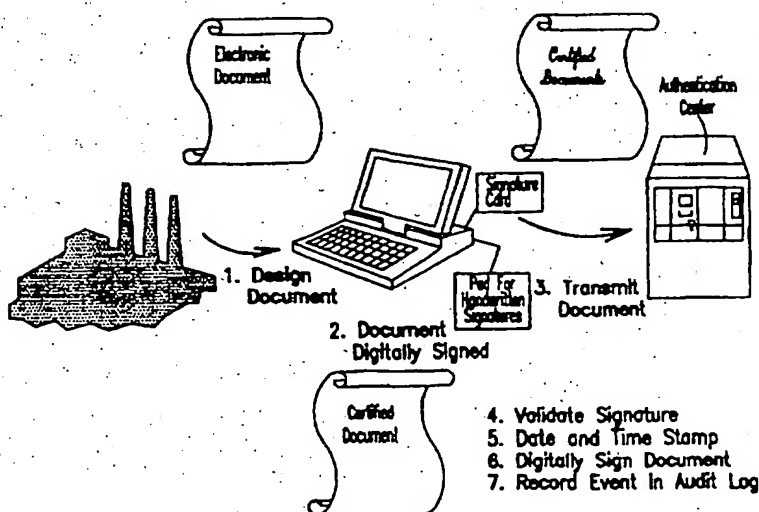 Electronic
Document
Certified
Documents
Authentication
Center
Signature
Card
1. Design
Document
Pad For
Handwritten
Signatures
3. Transmit
Document
2. Document
Digitally Signed
Certified
Document
4. Validate Signature
5. Date and Time Stamp
6. Digitally Sign Document
7. Record Event in Audit Log